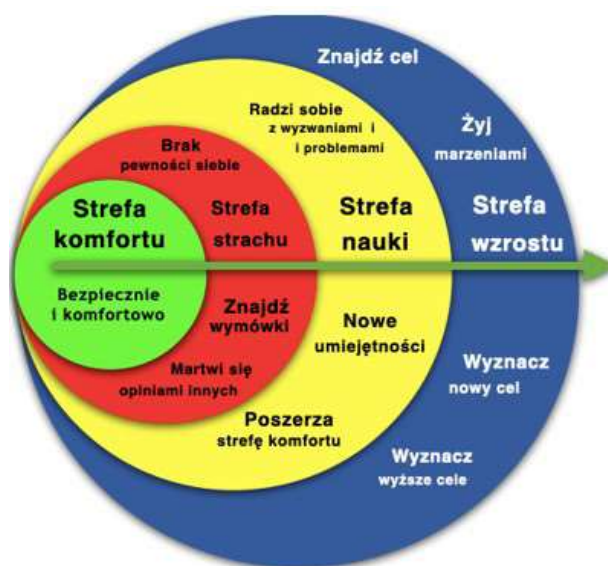 Znajdź cel
Radzi sobie
z wyzwaniami i
i problemami
Żyj
marzeniami
Brak
pewności siebie
Strefa
komfortu
Strefa
strachu
Strefa
nauki
Strefa
wzrostu
Bezpiecznie
i komfortowo
Znajdź
wymówki
Nowe
umiejętności
Martwi się
opiniami innych
Wyznacz
nowy cel
Poszerza
strefę komfortu
Wyznacz
wyższe cele